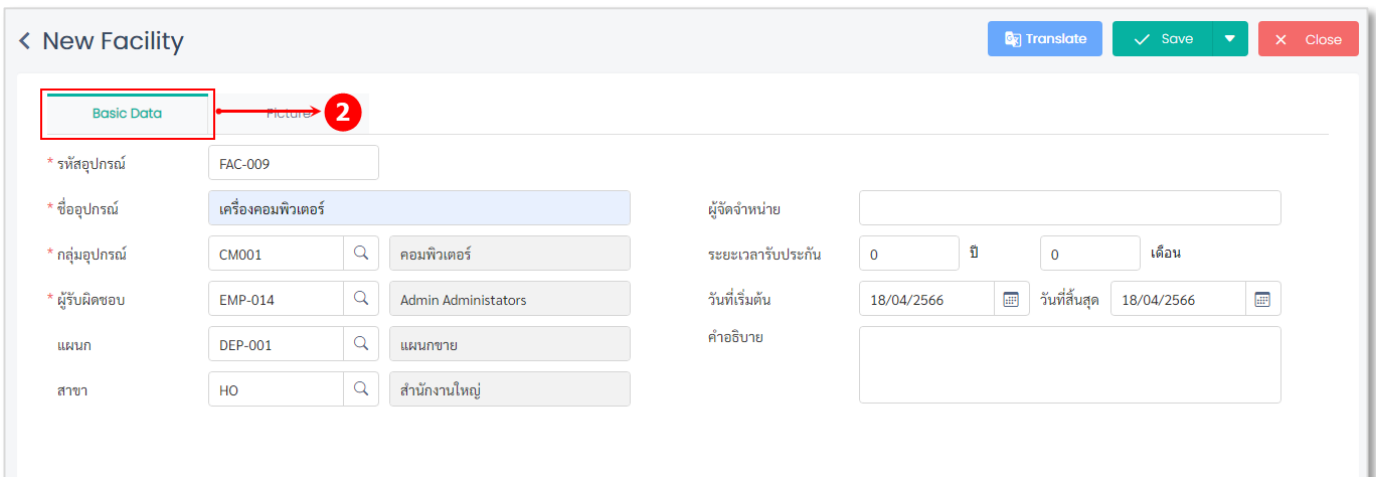 New Facility Translate Save Close
Basic Data Picture 2
* รหัสอุปกรณ์ FAC-009
* ชื่ออุปกรณ์ เครื่องคอมพิวเตอร์ ผู้จัดจำหน่าย
* กลุ่มอุปกรณ์ CM001 คอมพิวเตอร์ ระยะเวลารับประกัน 0 ปี 0 เดือน
* ผู้รับผิดชอบ EMP-014 Admin Administators วันที่เริ่มต้น 18/04/2566 วันที่สิ้นสุด 18/04/2566
แผนก DEP-001 แผนกขาย คำอธิบาย
สาขา HO สำนักงานใหญ่